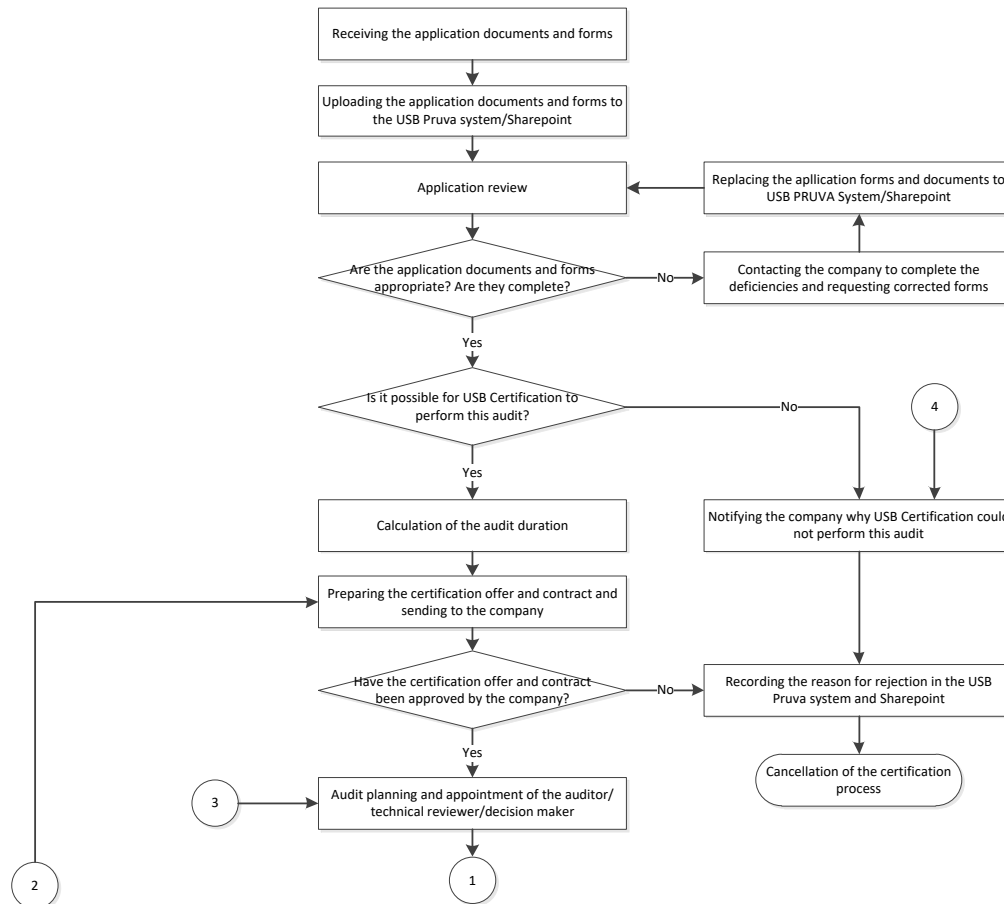 Receiving the application documents and forms
Uploading the application documents and forms to
the USB Pruva system/Sharepoint
Application review
Replacing the apllication forms and documents to
USB PRUVA System/Sharepoint
Are the application documents and forms
appropriate? Are they complete?
No
Contacting the company to complete the
deficiencies and requesting corrected forms
Yes
Is it possible for USB Certification to
perform this audit?
No
4
Yes
Calculation of the audit duration
Notifying the company why USB Certification could
not perform this audit
Preparing the certification offer and contract and
sending to the company
Have the certification offer and contract
been approved by the company?
No
Recording the reason for rejection in the USB
Pruva system and Sharepoint
Yes
Cancellation of the certification
process
3
Audit planning and appointment of the auditor/
technical reviewer/decision maker
2
1